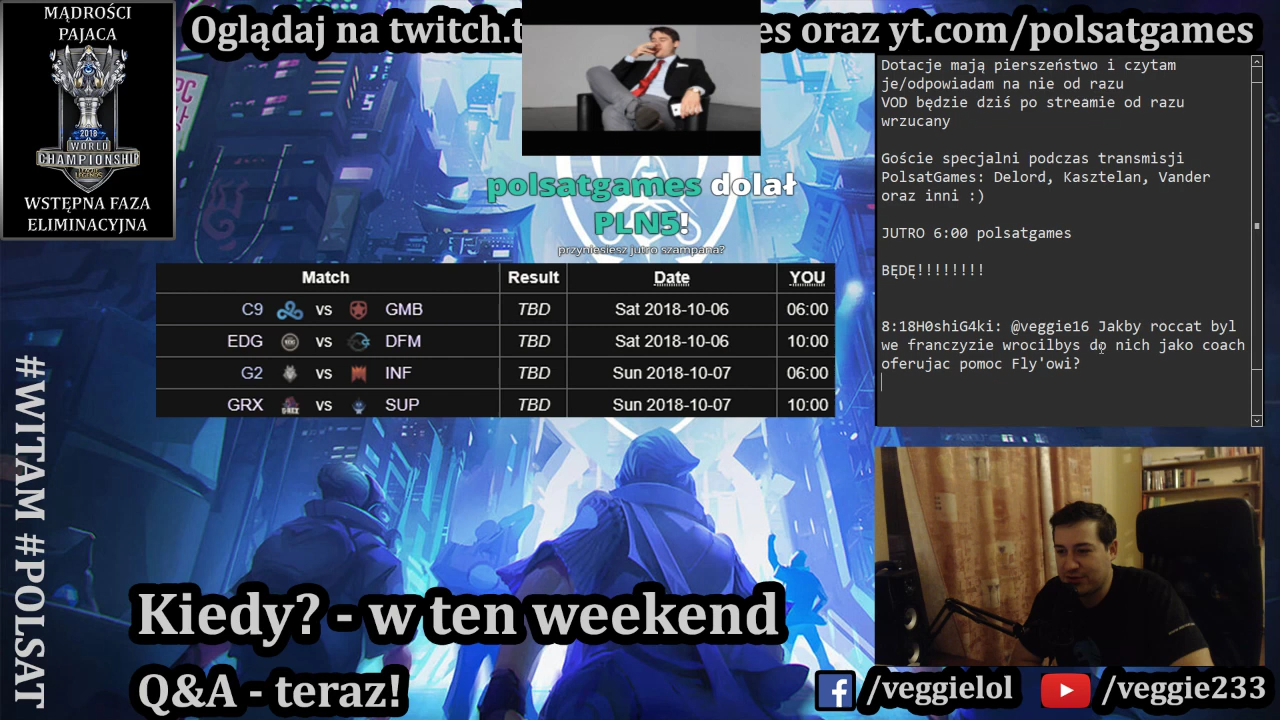 MĄDROŚCI
PAJACA
2018
WORLD
CHAMPIONSHIP
LEAGUE LEGENDS
WSTĘPNA FAZA
ELIMINACYJNA
Oglądaj na twitch.t
es oraz yt.com/polsatgames
PC
polsatgames dolał
PLN5!
przyniesiesz jutro szampana?
Match Result Date YOU
C9 vs GMB TBD Sat 2018-10-06 06:00
EDG vs DFM TBD Sat 2018-10-06 10:00
G2 vs INF TBD Sun 2018-10-07 06:00
GRX vs SUP TBD Sun 2018-10-07 10:00
Dotacje mają pierszeństwo i czytam
je/odpowiadam na nie od razu
VOD będzie dziś po streamie od razu
wrzucany
Goście specjalni podczas transmisji
PolsatGames: Delord, Kasztelan, Vander
oraz inni :)
JUTRO 6:00 polsatgames
BĘDĘ!!!!!!!!
8:18H0shiG4ki: @veggie16 Jakby roccat byl
we franczyzie wrocilbys do nich jako coach
oferujac pomoc Fly'owi?
#WITAM #POLSAT
Kiedy? - w ten weekend
Q&A - teraz!
/veggielol
/veggie233